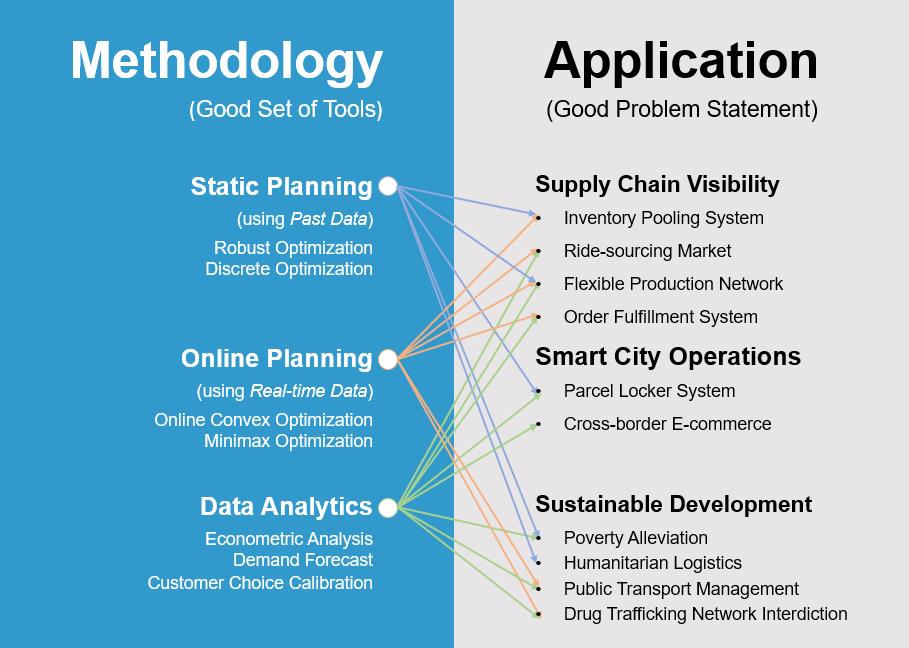 Methodology
(Good Set of Tools)
Static Planning
(using Past Data)
Robust Optimization
Discrete Optimization
Online Planning
(using Real-time Data)
Online Convex Optimization
Minimax Optimization
Data Analytics
Econometric Analysis
Demand Forecast
Customer Choice Calibration
Application
(Good Problem Statement)
Supply Chain Visibility
• Inventory Pooling System
• Ride-sourcing Market
• Flexible Production Network
• Order Fulfillment System
Smart City Operations
• Parcel Locker System
• Cross-border E-commerce
Sustainable Development
• Poverty Alleviation
• Humanitarian Logistics
• Public Transport Management
• Drug Trafficking Network Interdiction